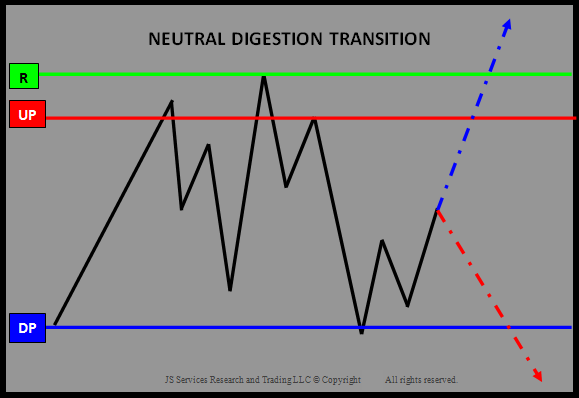 NEUTRAL DIGESTION TRANSITION
R
UP
DP
JS Services Research and Trading LLC © Copyright All rights reserved.